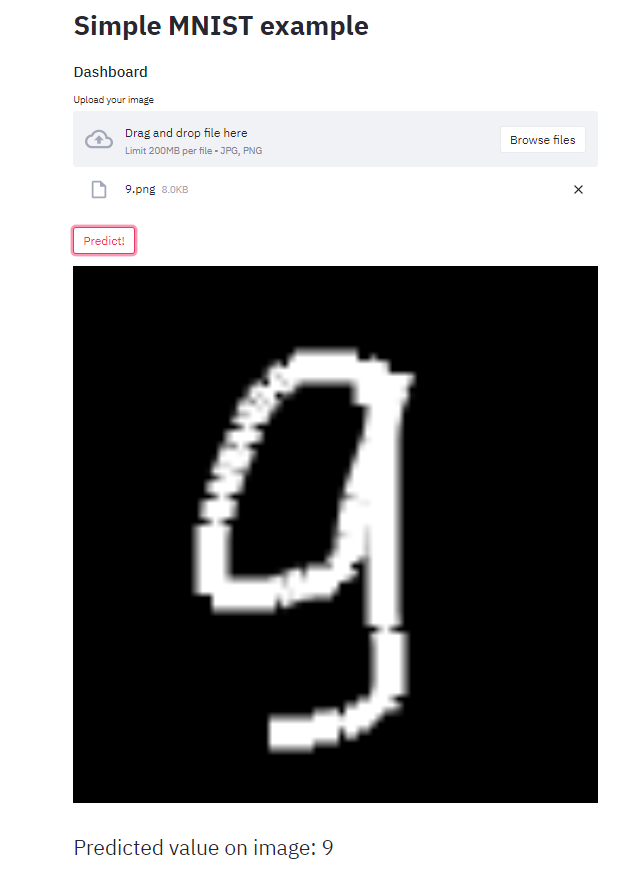 Simple MNIST example
Dashboard
Upload your image
Drag and drop file here
Limit 200MB per file • JPG, PNG
Browse files
9.png 8.0KB
Predict!
9
Predicted value on image: 9